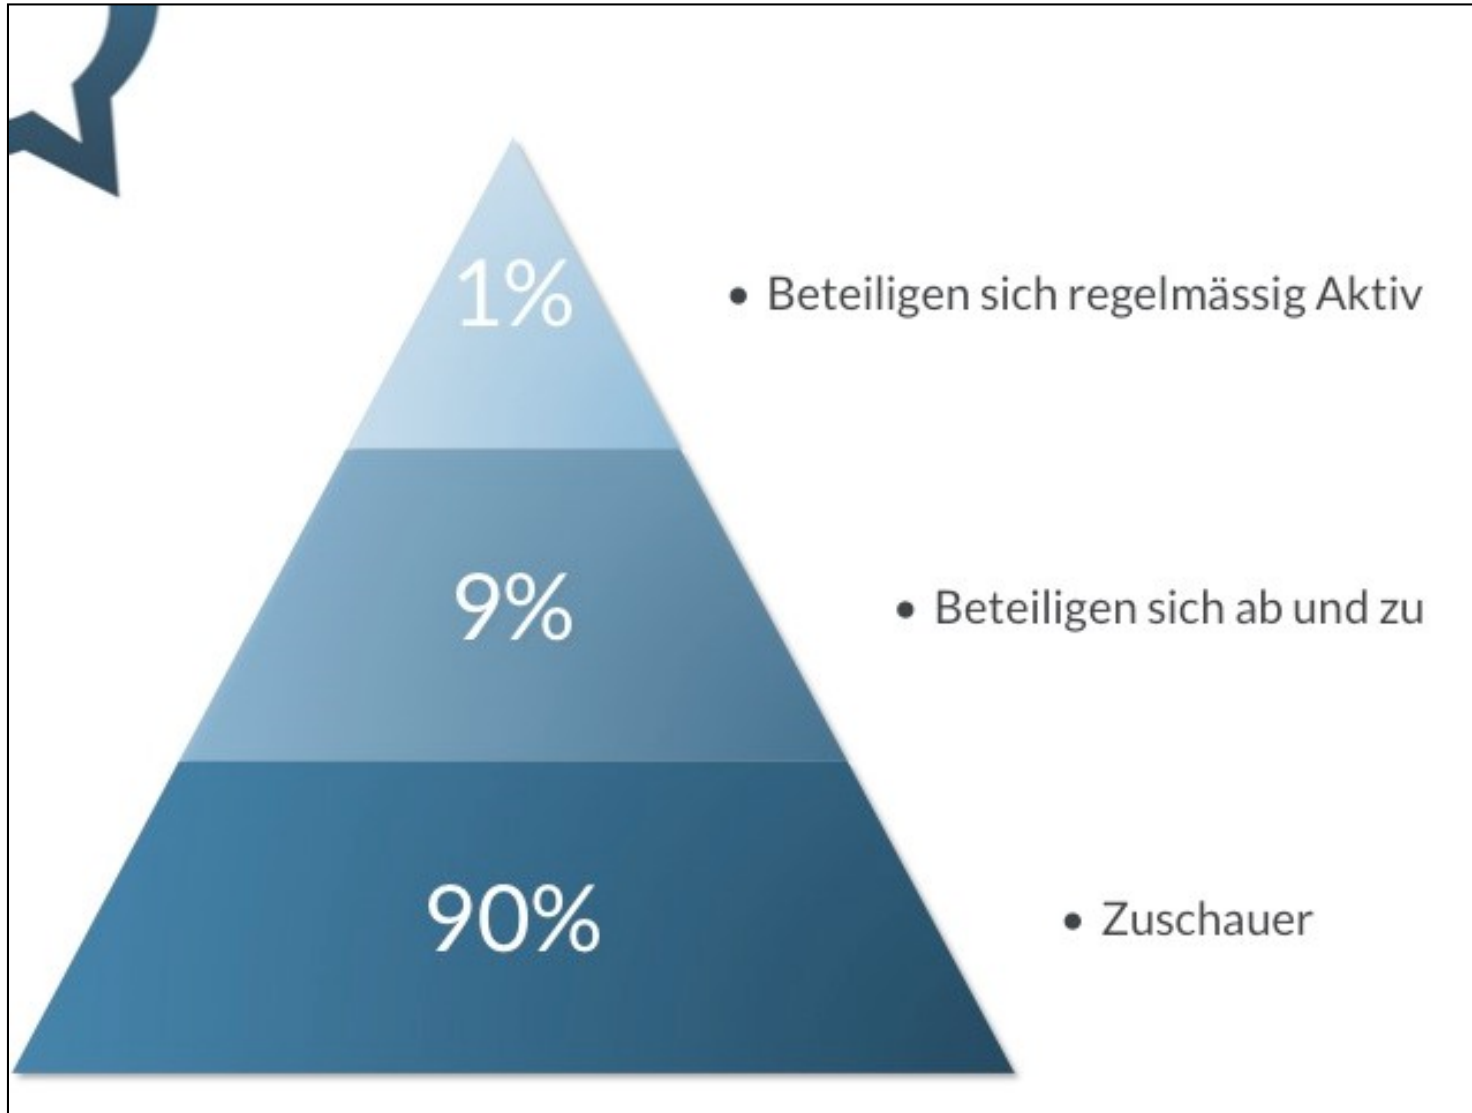 1%
• Beteiligen sich regelmässig Aktiv
9%
• Beteiligen sich ab und zu
90%
• Zuschauer